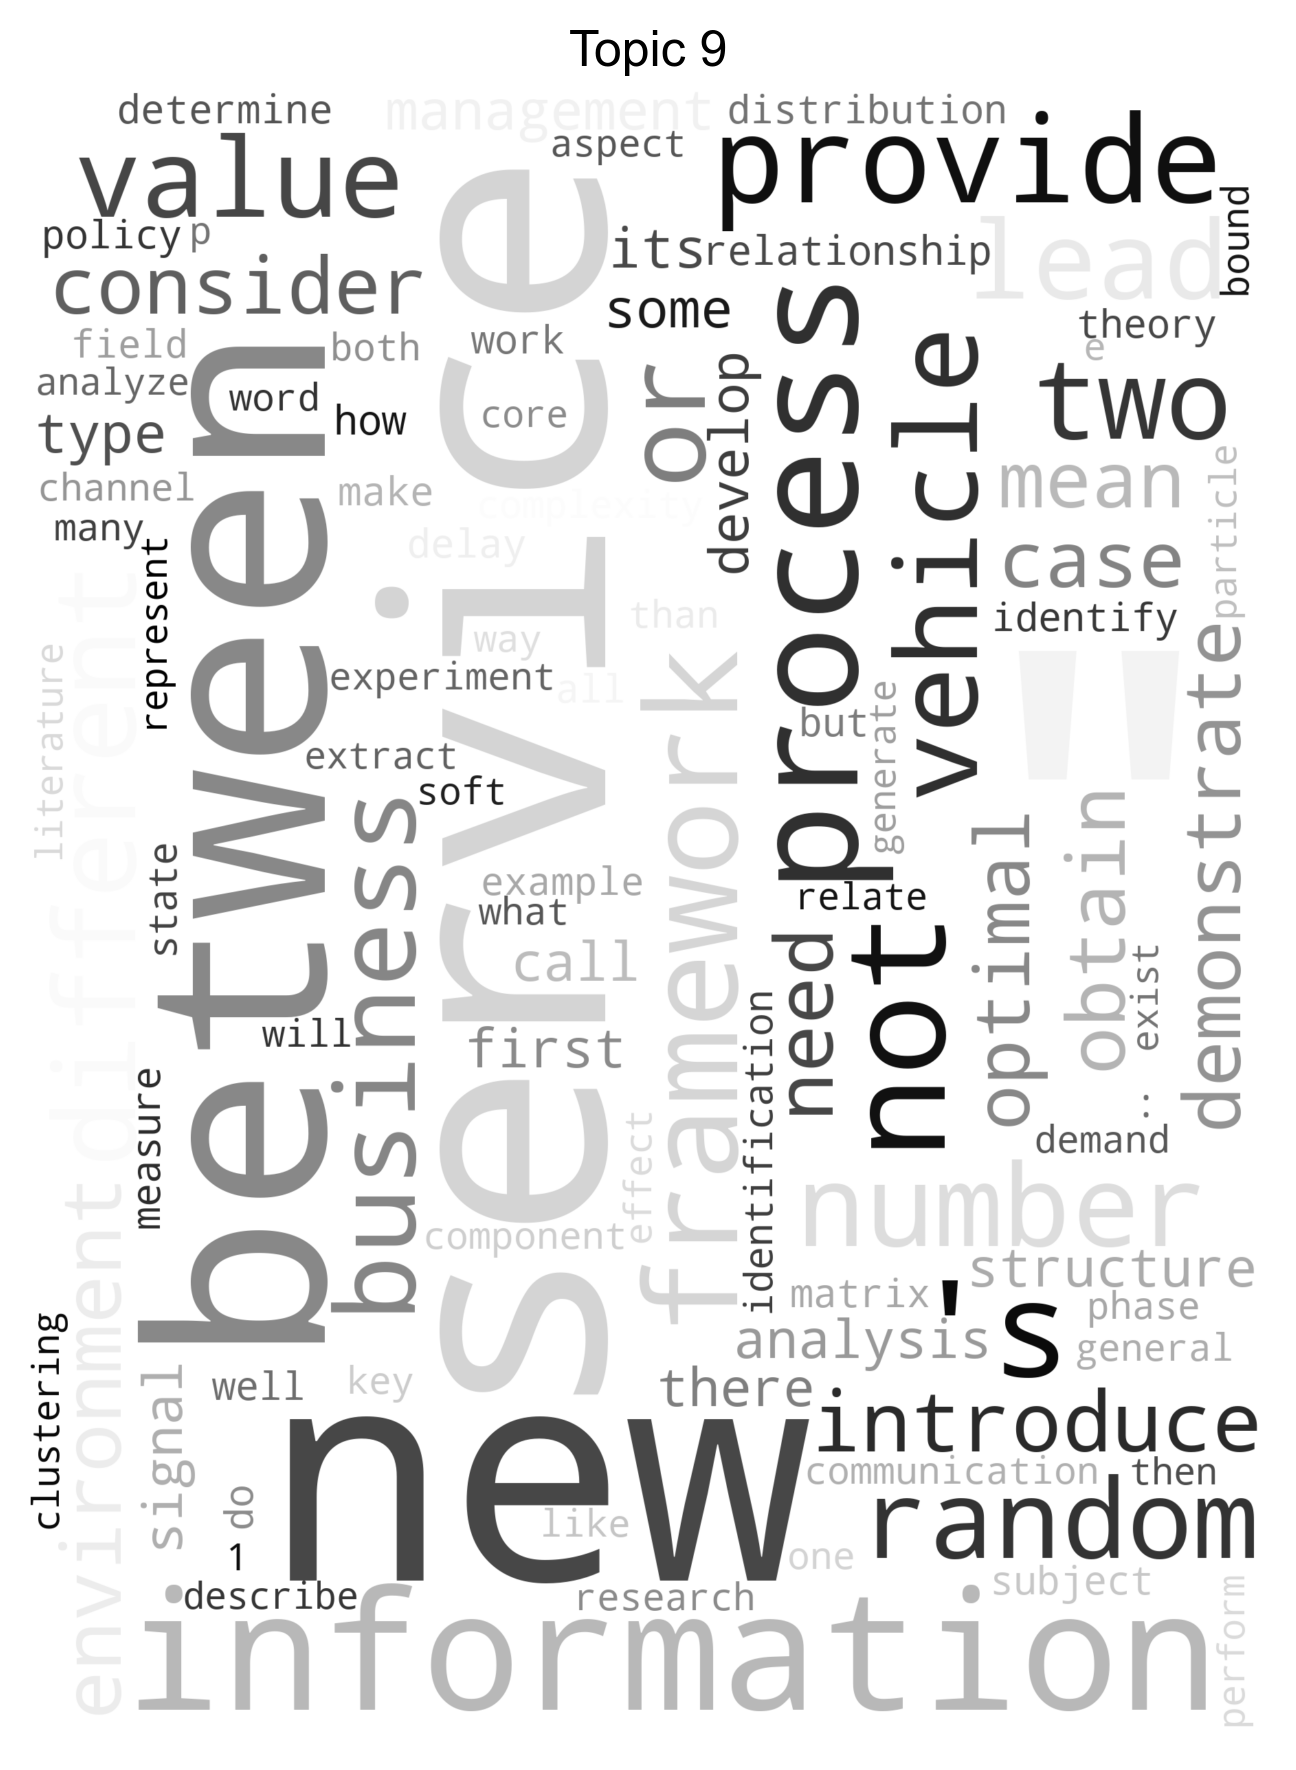 Topic 9
determine
management
distribution
aspect
value
provide
policy
p
its
relationship
lead
bound
consider
some
theory
field
both
work
e
analyze
word
how
core
or
develop
process
vehicle
two
type
channel
make
complexity
mean
particle
many
delay
case
represent
than
identify
way
literature
different
between
experiment
all
service
framework
but
generate
"
demonstrate
extract
soft
business
state
example
what
relate
optimal
obtain
call
need
not
exist
will
first
identification
measure
effect
..
demand
component
number
environment
structure
matrix
's
phase
analysis
general
clustering
signal
well
key
there
introduce
new
communication
then
do
like
random
1
one
describe
research
subject
information
perform